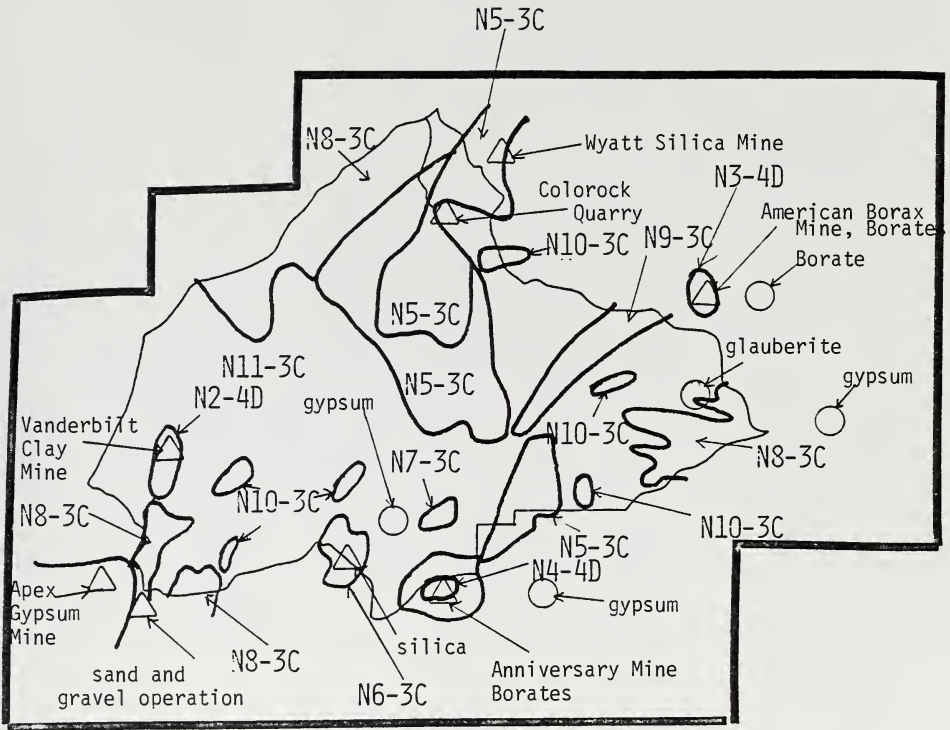 N5-3C
N8-3C
Wyatt Silica Mine
N3-4D
Colorock
Quarry
American Borax
Mine, Borates
N10-3C
N9-3C
Borate
N5-3C
glauberite
N11-3C
N5-3C
gypsum
N2-4D
gypsum
Vanderbilt
Clay
Mine
N10-3C
N7-3C
N8-3C
N10-3C
N8-3C
N10-3C
N5-3C
N4-4D
Apex
Gypsum
Mine
gypsum
silica
N8-3C
sand and
gravel operation
Anniversary Mine
Borates
N6-3C